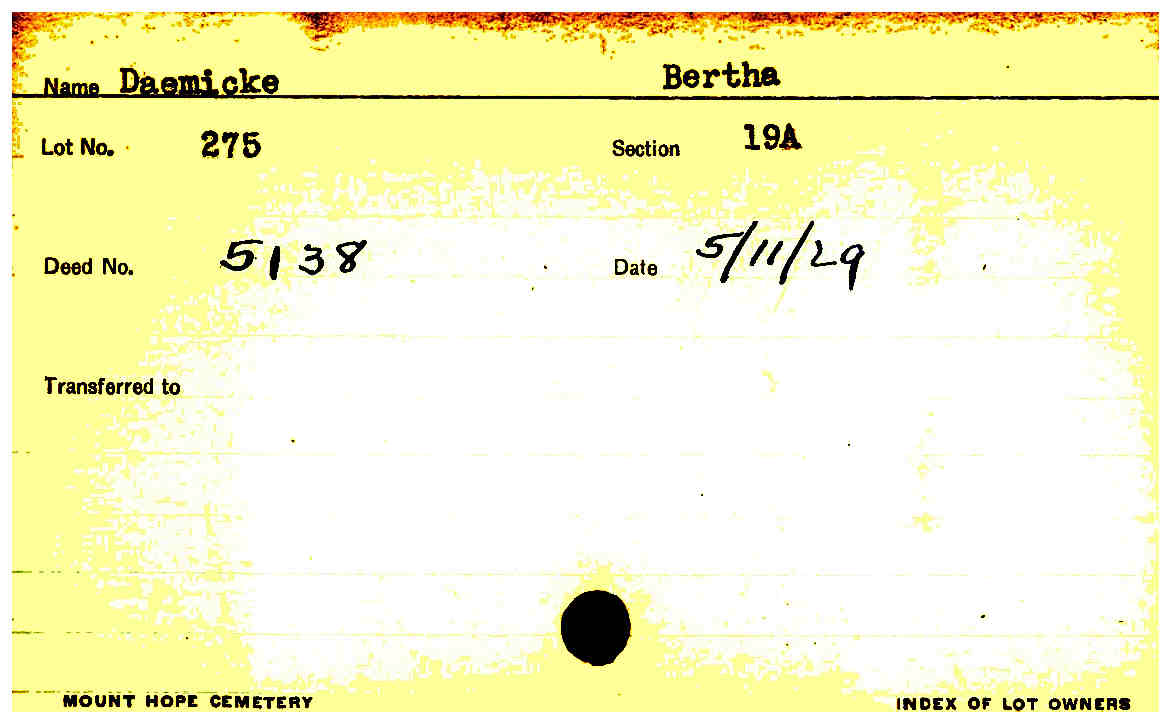 Name Daemicke Bertha
Lot No. 275 Section 19A
Deed No. 5138 Date 5/11/29
Transferred to
MOUNT HOPE CEMETERY INDEX OF LOT OWNERS